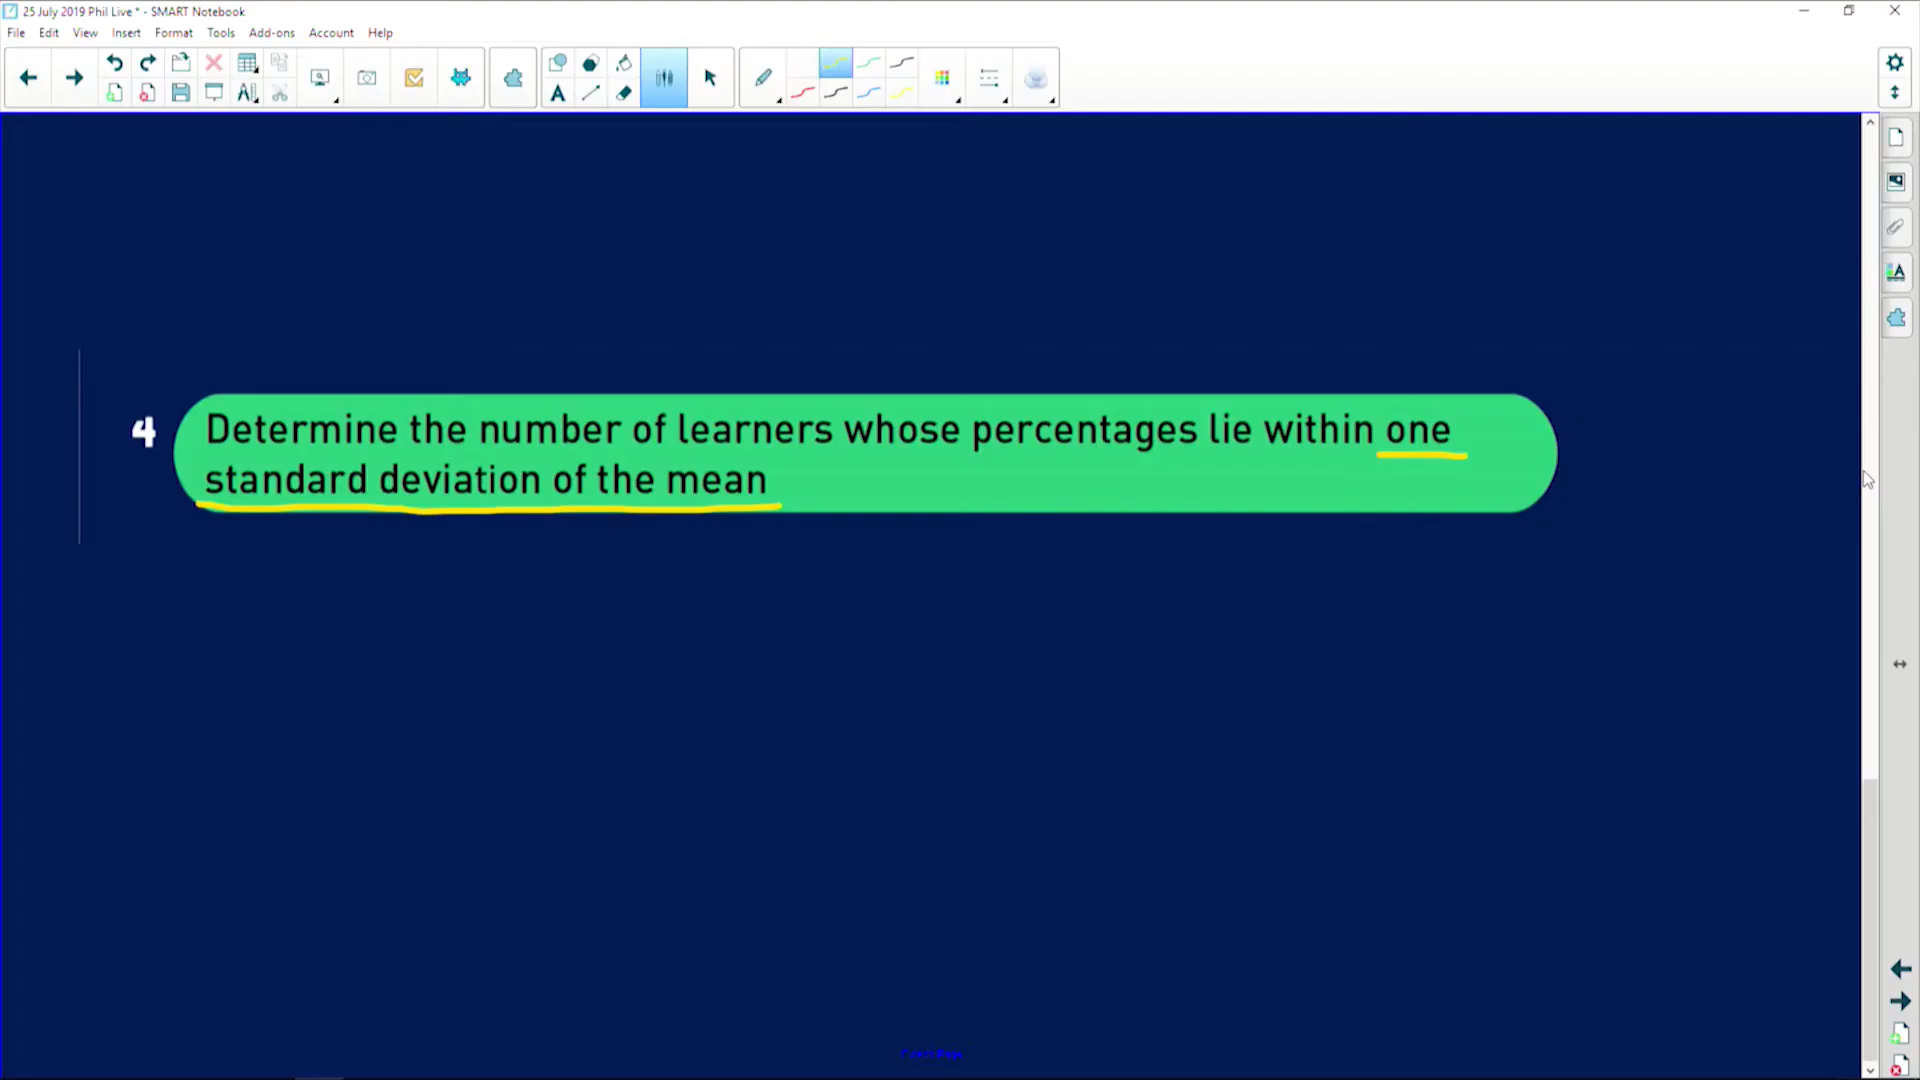 25 July 2019 Phil Live * - SMART Notebook
File Edit View Insert Format Tools Add-ons Account Help
4 Determine the number of learners whose percentages lie within one
standard deviation of the mean